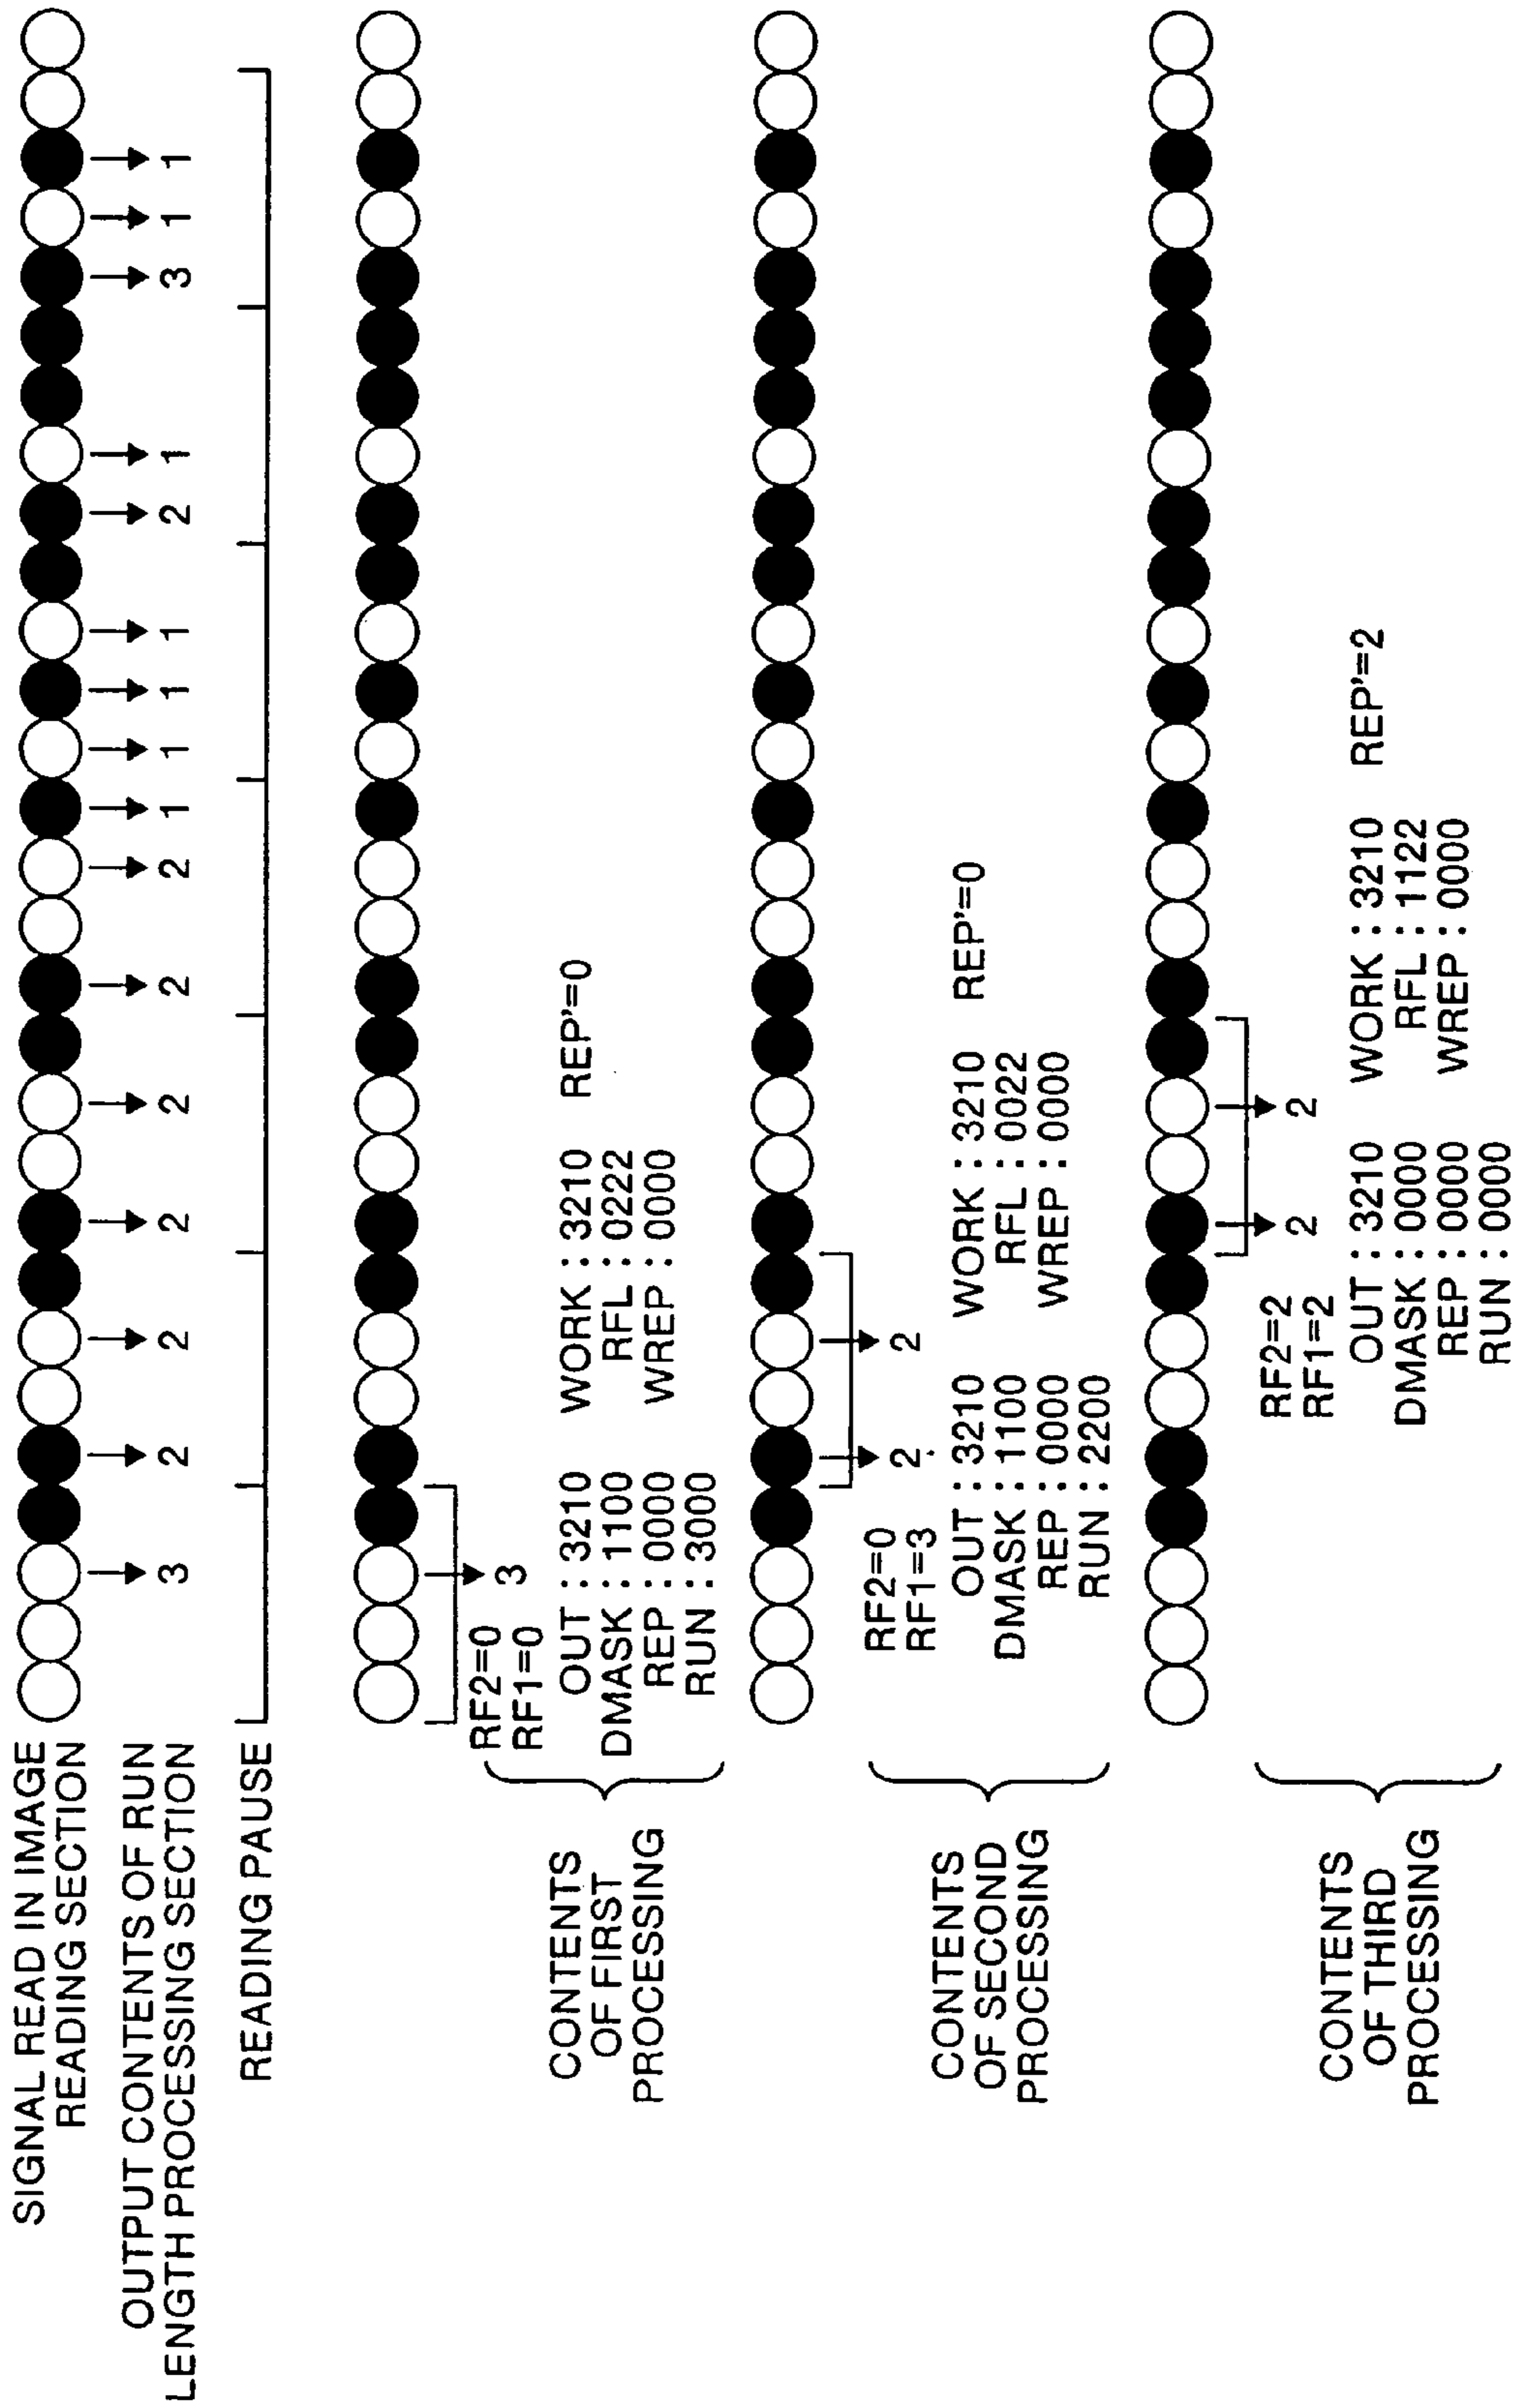 SIGNAL READ IN IMAGE
READING SECTION
OUTPUT CONTENTS OF RUN
LENGTH PROCESSING SECTION
3 2 2 2 2 2 2 1 1 1 1 2 1 3 1 1
READING PAUSE
CONTENTS
OF FIRST
PROCESSING
3
RF2=0
RF1=0
OUT : 3210 WORK : 3210 REP'=0
DMASK : 1100 RFL : 0222
REP : 0000 WREP : 0000
RUN : 3000
CONTENTS
OF SECOND
PROCESSING
2 2
RF2=0
RF1=3
OUT : 3210 WORK : 3210 REP'=0
DMASK : 1100 RFL : 0022
REP : 0000 WREP : 0000
RUN : 2200
CONTENTS
OF THIRD
PROCESSING
2 2
RF2=2
RF1=2
OUT : 3210 WORK : 3210 REP'=2
DMASK : 0000 RFL : 1122
REP : 0000 WREP : 0000
RUN : 0000